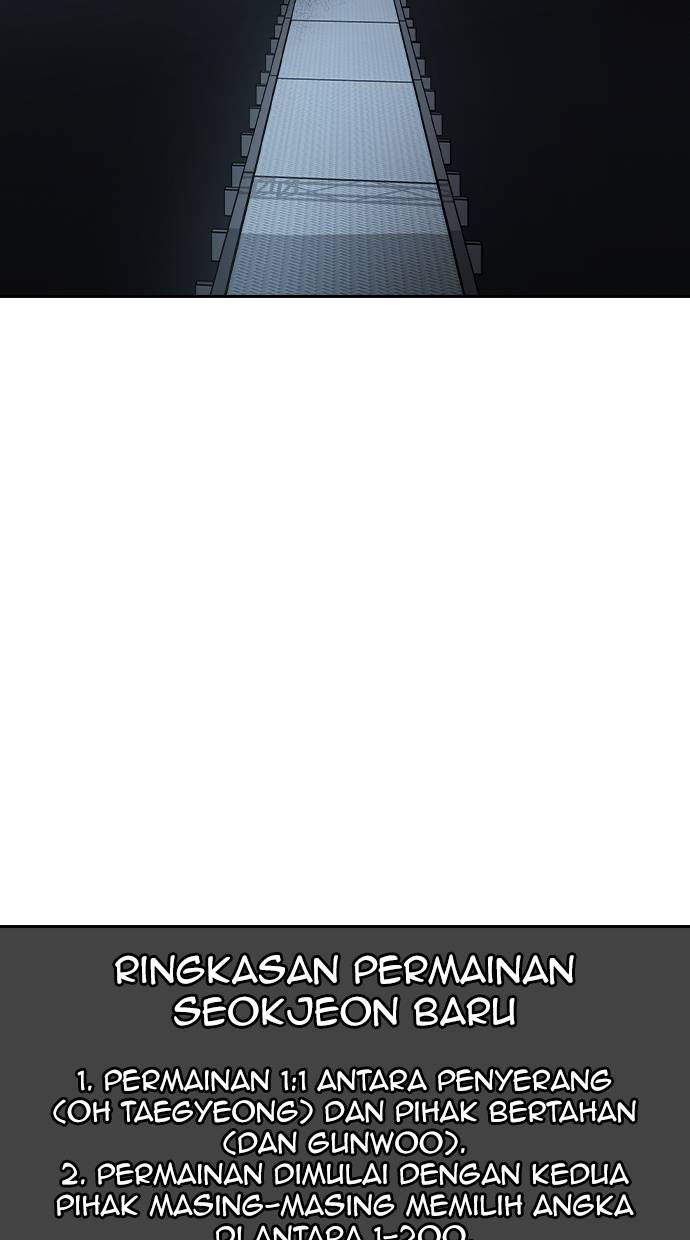 RINGKASAN PERMAINAN
SEOKJEON BARU
1. PERMAINAN 1:1 ANTARA PENYERANG
(OH TAEGYEONG) DAN PIHAK BERTAHAN
(DAN GUNWOO).
2. PERMAINAN DIMULAI DENGAN KEDUA
PIHAK MASING-MASING MEMILIH ANGKA
DI ANTARA 1-200.